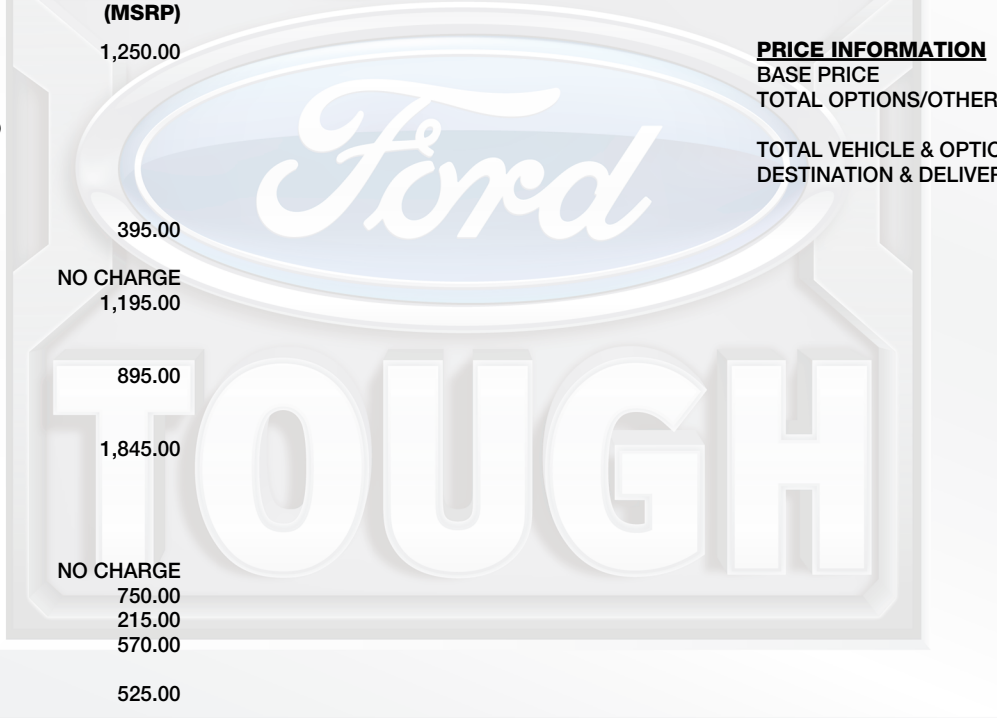 (MSRP)
1,250.00
395.00
NO CHARGE
1,195.00
895.00
1,845.00
NO CHARGE
750.00
215.00
570.00
525.00
PRICE INFORMATION
BASE PRICE
TOTAL OPTIONS/OTHER
TOTAL VEHICLE & OPTIO
DESTINATION & DELIVER
Ford
TOUGH